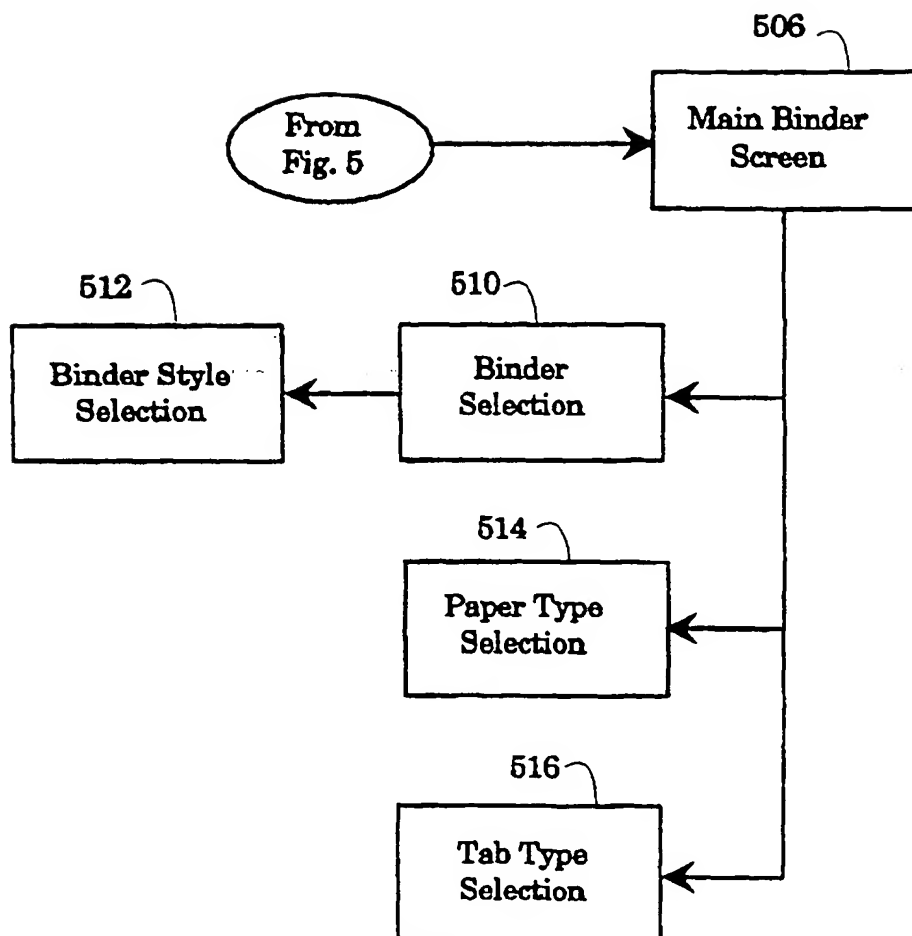 506
From
Fig. 5
Main Binder
Screen
512
510
Binder Style
Selection
Binder
Selection
514
Paper Type
Selection
516
Tab Type
Selection